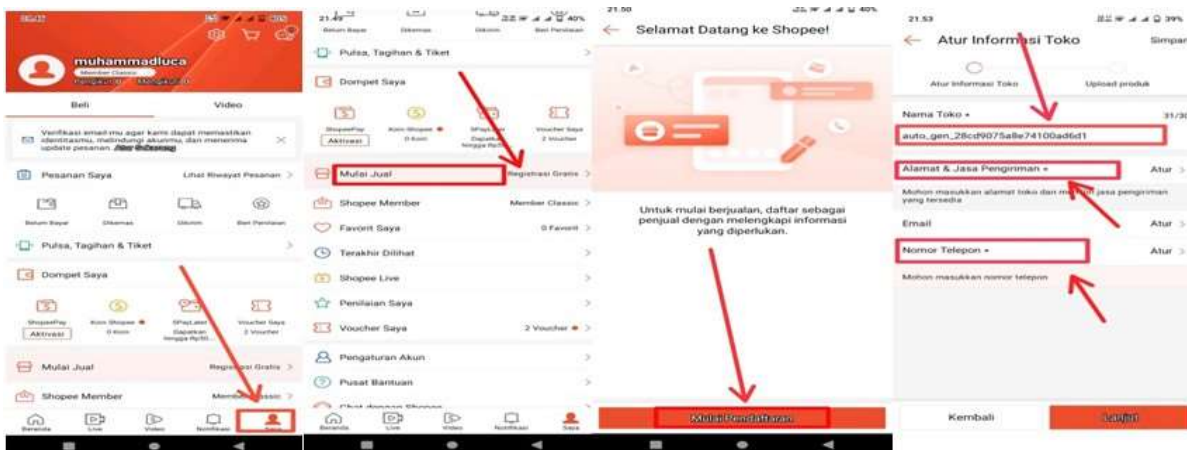 muhammadluca
Member Classic
Beli
Video
Verifikasi email-mu agar kami dapat memastikan
identitasmu, melindungi akunmu, dan menerima
update pesanan.
Pesanan Saya
Lihat Riwayat Pesanan >
Belum Bayar
Dikemas
Dikirim
Beri Penilaian
Pulsa, Tagihan & Tiket
Dompet Saya
ShopeePay
Koin Shopee
SPayLater
Voucher Saya
Aktivasi
0 Koin
Dapatkan
2 Voucher
Hingga Rp50...
Mulai Jual
Gratis >
Shopee Member
Beranda
Live
Video
Notifikasi
Saya
21.49
40%
Belum Bayar
Dikemas
Dikirim
Beri Penilaian
Pulsa, Tagihan & Tiket
Dompet Saya
ShopeePay
Koin Shopee
SPayLater
Voucher Saya
Aktivasi
0 Koin
Dapatkan
2 Voucher
Mulai Jual
Registrasi Gratis >
Shopee Member
Member Classic >
Favorit Saya
0 Favorit >
Terakhir Dilihat
Shopee Live
Penilaian Saya
Voucher Saya
2 Voucher
Pengaturan Akun
Pusat Bantuan
Chat dengan Shopee
Beranda
Live
Video
Notifikasi
Saya
21.50
40%
Selamat Datang ke Shopee!
Untuk mulai berjualan, daftar sebagai
penjual dengan melengkapi informasi
yang diperlukan.
Mulai Pendaftaran
21.53
39%
Atur Informasi Toko
Simpan
Atur Informasi Toko
Upload produk
Nama Toko
31/30
auto_gen_28cd9075a8e74100ad6d1
Alamat & Jasa Pengiriman
Atur >
Mohon masukkan alamat toko dan jasa pengiriman
yang tersedia
Email
Atur >
Nomor Telepon
Atur >
Mohon masukkan nomor telepon
Kembali
Lanjut